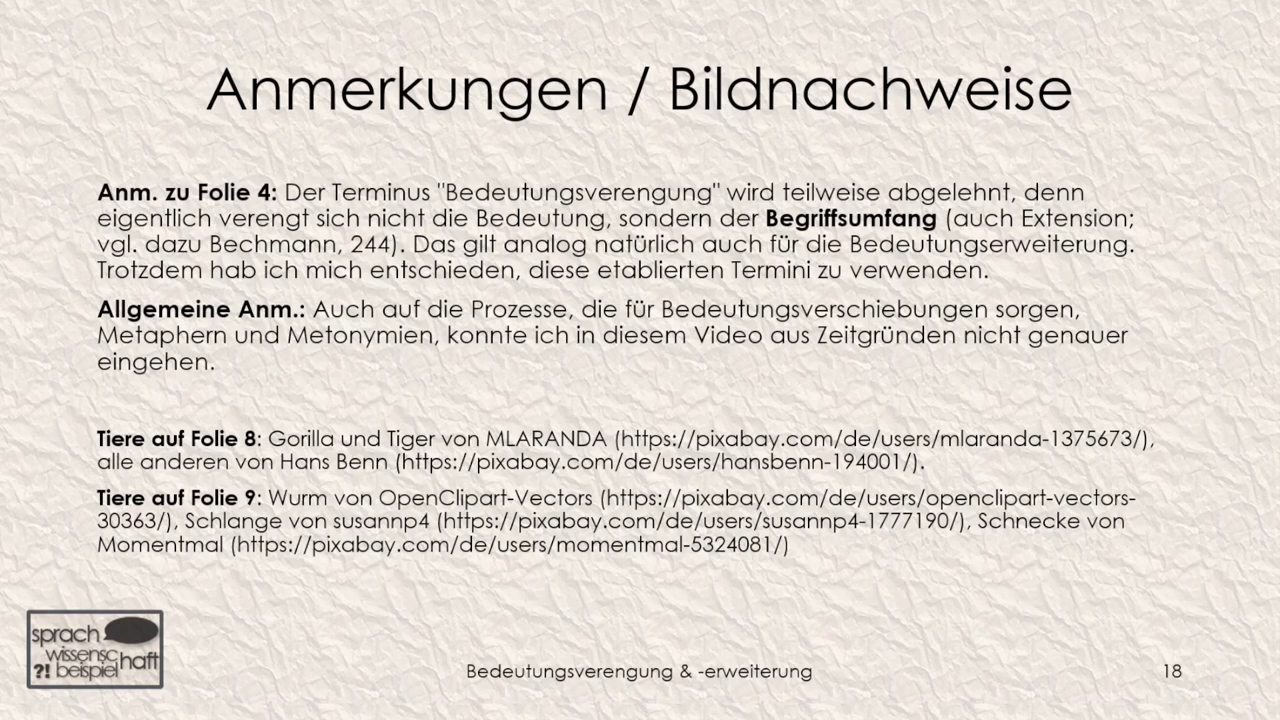 Anmerkungen / Bildnachweise
Anm. zu Folie 4: Der Terminus "Bedeutungsverengung" wird teilweise abgelehnt, denn
eigentlich verengt sich nicht die Bedeutung, sondern der Begriffsumfang (auch Extension;
vgl. dazu Bechmann, 244). Das gilt analog natürlich auch für die Bedeutungserweiterung.
Trotzdem hab ich mich entschieden, diese etablierten Termini zu verwenden.
Allgemeine Anm.: Auch auf die Prozesse, die für Bedeutungsverschiebungen sorgen,
Metaphern und Metonymien, konnte ich in diesem Video aus Zeitgründen nicht genauer
eingehen.
Tiere auf Folie 8: Gorilla und Tiger von MLARANDA (https://pixabay.com/de/users/mlaranda-1375673/),
alle anderen von Hans Benn (https://pixabay.com/de/users/hansbenn-194001/).
Tiere auf Folie 9: Wurm von OpenClipart-Vectors (https://pixabay.com/de/users/openclipart-vectors-
30363/), Schlange von susannp4 (https://pixabay.com/de/users/susannp4-1777190/), Schnecke von
Momentmal (https://pixabay.com/de/users/momentmal-5324081/)
sprach
wissensc
haft
?! beispiel
Bedeutungsverengung & -erweiterung
18